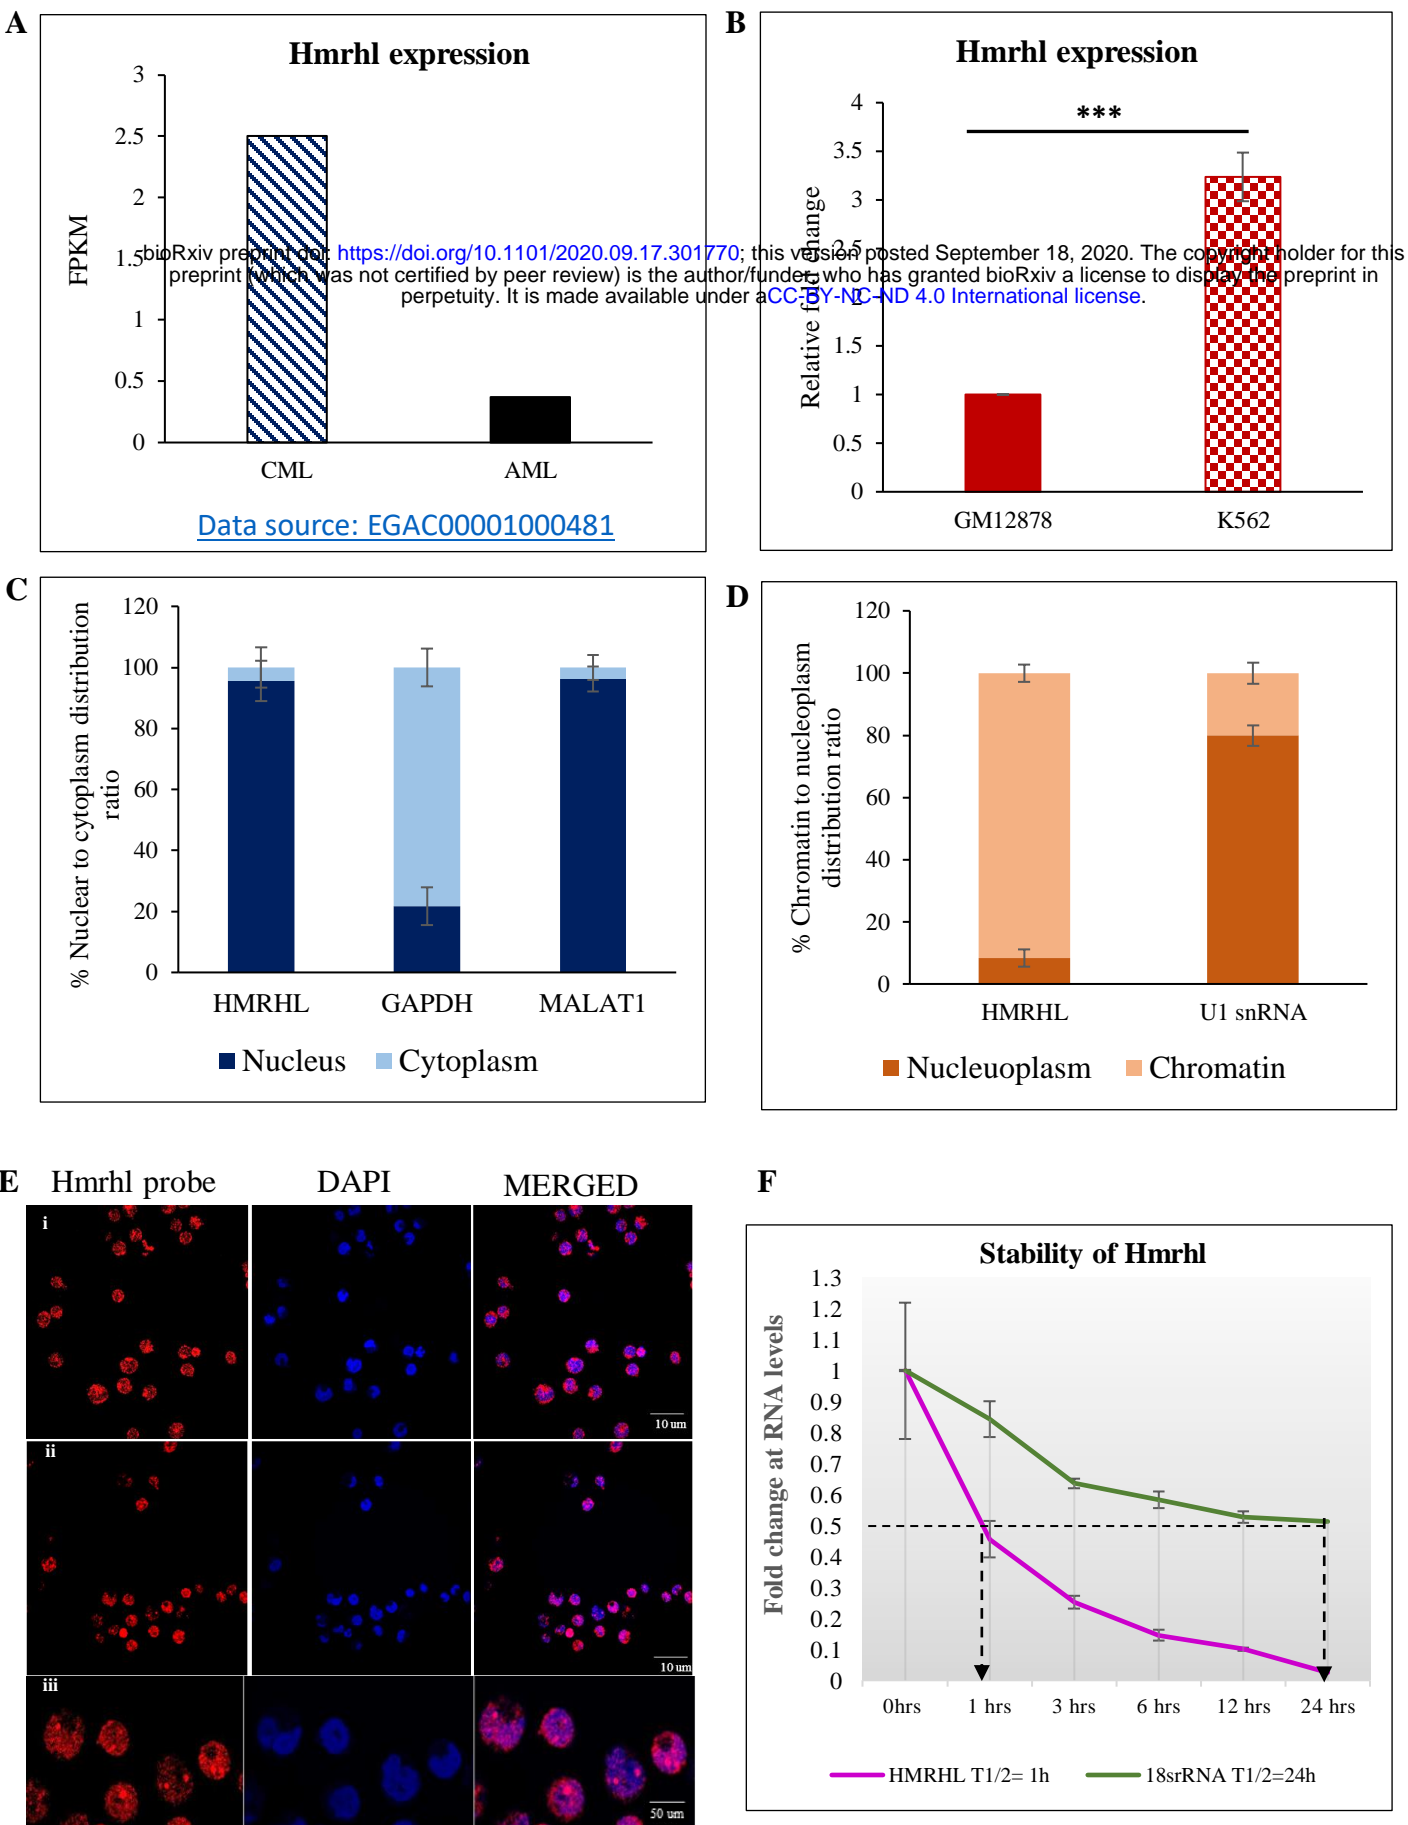 A
Hmrhl expression
FPKM
3
2.5
2
1.5
1
0.5
0
CML
AML
Data source: EGAC00001000481
B
Hmrhl expression
***
Relative fold change
4
3.5
3
2.5
2
1.5
1
0.5
0
GM12878
K562
bioRxiv preprint doi: https://doi.org/10.1101/2020.09.17.301770; this version posted September 18, 2020. The copyright holder for this
preprint (which was not certified by peer review) is the author/funder, who has granted bioRxiv a license to display the preprint in
perpetuity. It is made available under aCC-BY-NC-ND 4.0 International license.
C
% Nuclear to cytoplasm distribution
ratio
120
100
80
60
40
20
0
HMRHL
GAPDH
MALAT1
Nucleus
Cytoplasm
D
% Chromatin to nucleoplasm
distribution ratio
120
100
80
60
40
20
0
HMRHL
U1 snRNA
Nucleuoplasm
Chromatin
E
Hmrhl probe
DAPI
MERGED
i
10 um
ii
10 um
iii
50 um
F
Stability of Hmrhl
Fold change at RNA levels
1.3
1.2
1.1
1
0.9
0.8
0.7
0.6
0.5
0.4
0.3
0.2
0.1
0
0hrs
1 hrs
3 hrs
6 hrs
12 hrs
24 hrs
HMRHL T1/2= 1h
18srRNA T1/2=24h